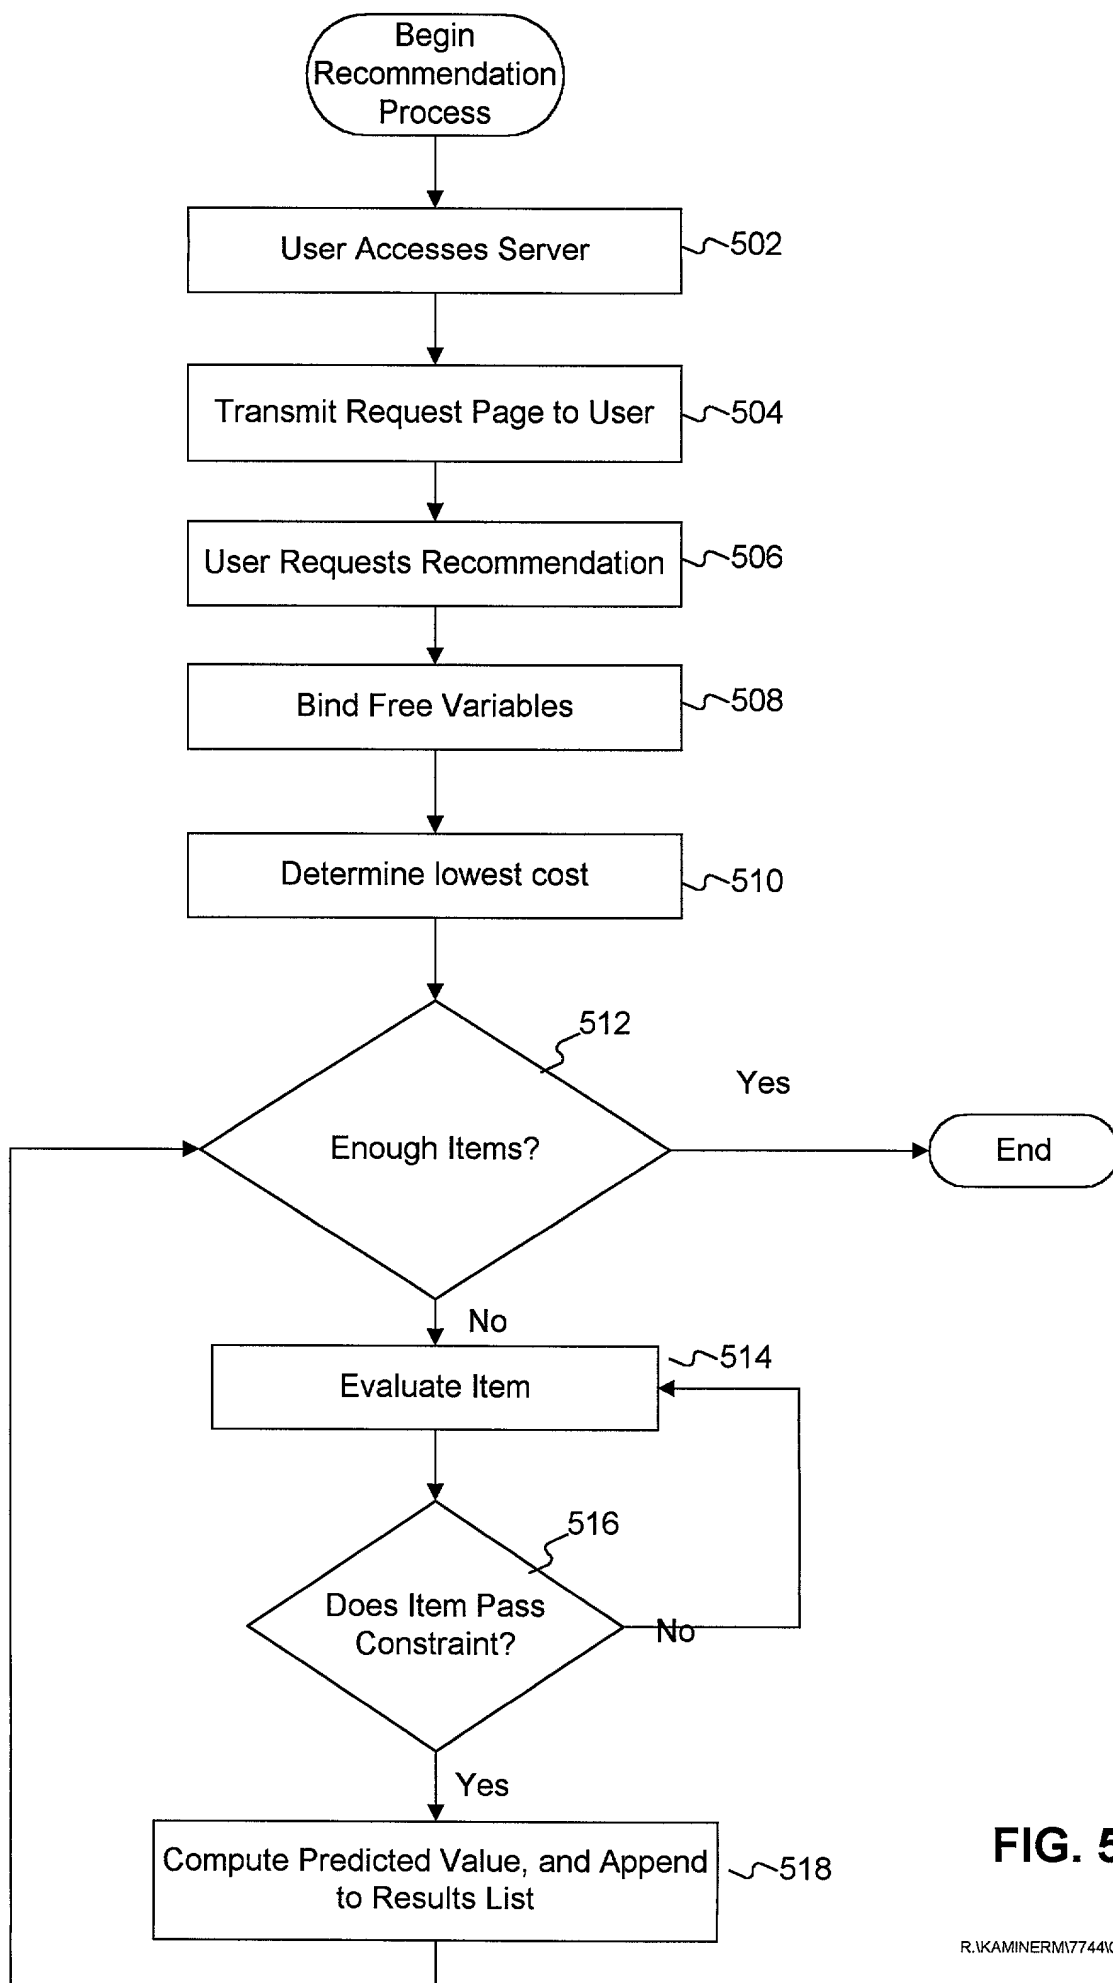 Begin
Recommendation
Process
User Accesses Server
502
Transmit Request Page to User
504
User Requests Recommendation
506
Bind Free Variables
508
Determine lowest cost
510
512
Yes
Enough Items?
End
No
514
Evaluate Item
516
Does Item Pass
Constraint?
No
Yes
Compute Predicted Value, and Append
to Results List
518
FIG. 5